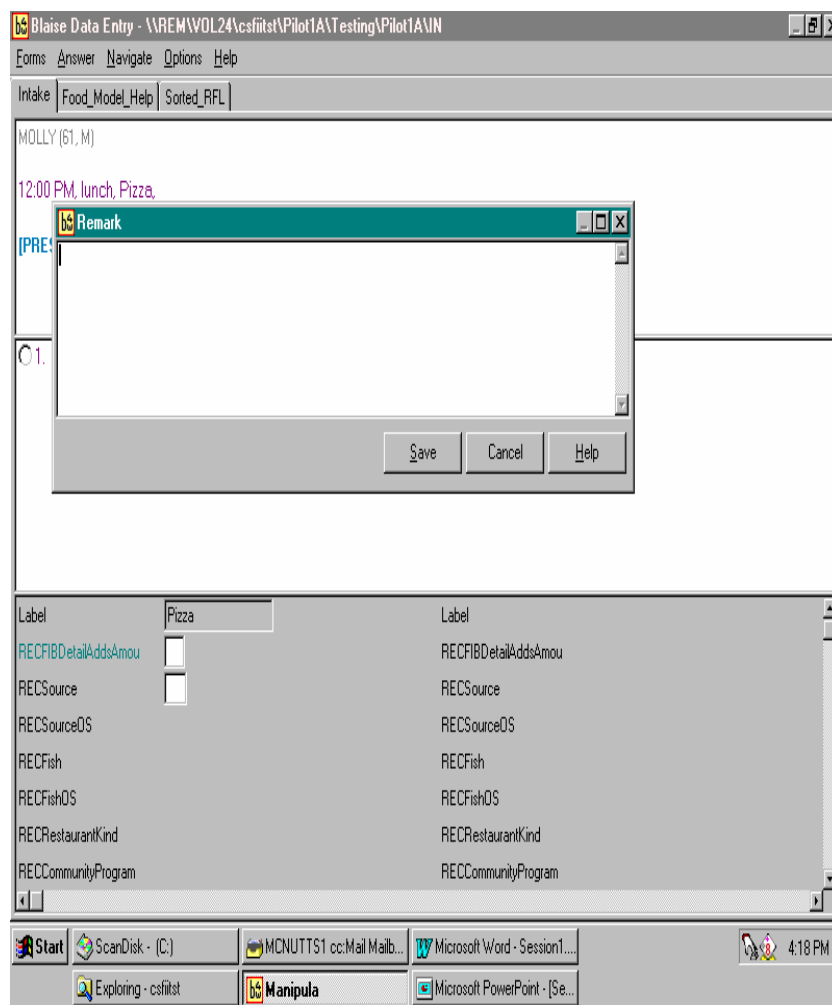 Blaise Data Entry - \\REM\VOL24\csfiitst\Pilot1A\Testing\Pilot1A\IN
Forms Answer Navigate Options Help
Intake Food_Model_Help Sorted_RFL
MOLLY (61, M)
12:00 PM, lunch, Pizza,
Remark
[PRES
1.
Save Cancel Help
Label Pizza Label
RECFIBDetailAddsAmou RECFIBDetailAddsAmou
RECSource RECSource
RECSourceOS RECSourceOS
RECFish RECFish
RECFishOS RECFishOS
RECRestaurantKind RECRestaurantKind
RECCommunityProgram RECCommunityProgram
Start ScanDisk - (C:) MCNUTTS1 cc:Mail Mailb... Microsoft Word - Session1.... 4:18 PM
Exploring - csfiitst Manipula Microsoft PowerPoint - [Se...